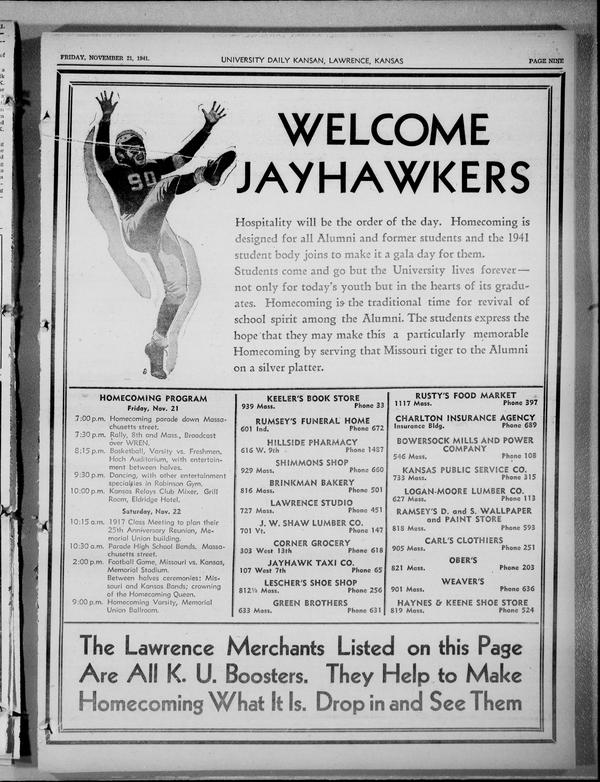 FRIDAY, NOVEMBER 21, 1941.
UNIVERSITY DAILY KANSAN, LAWRENCE, KANSAS
PAGE NINE
90
WELCOME
JAYHAWKERS
Hospitality will be the order of the day. Homecoming is
designed for all Alumni and former students and the 1941
student body joins to make it a gala day for them.
Students come and go but the University lives forever—
not only for today's youth but in the hearts of its gradu-
ates. Homecoming is the traditional time for revival of
school spirit among the Alumni. The students express the
hope that they may make this a particularly memorable
Homecoming by serving that Missouri tiger to the Alumni
on a silver platter.
HOMECOMING PROGRAM
Friday, Nov. 21
7:00 p.m. Homecoming parade down Massa-
chusetts street.
7:30 p.m. Rally, 8th and Mass., Broadcast
over WREN.
8:15 p.m. Basketball, Varsity vs. Freshmen,
Hoch Auditorium, with entertain-
ment between halves.
9:30 p.m. Dancing, with other entertainment
specialties in Robinson Gym.
10:00 p.m. Kansas Relays Club Mixer, Grill
Room, Eldridge Hotel.
Saturday, Nov. 22
10:15 a.m. 1917 Class Meeting to plan their
25th Anniversary Reunion, Me-
morial Union building.
10:30 a.m. Parade High School Bands, Massa-
chusetts street.
2:00 p.m. Football Game, Missouri vs. Kansas,
Memorial Stadium.
Between halves ceremonies: Mis-
souri and Kansas Bands; crowning
of the Homecoming Queen.
9:00 p.m. Homecoming Varsity, Memorial
Union Ballroom.
KEELER'S BOOK STORE
939 Mass. Phone 33
RUMSEY'S FUNERAL HOME
601 Ind. Phone 672
HILLSIDE PHARMACY
616 W. 9th Phone 1487
SHIMMONS SHOP
929 Mass. Phone 660
BRINKMAN BAKERY
816 Mass. Phone 501
LAWRENCE STUDIO
727 Mass. Phone 451
J. W. SHAW LUMBER CO.
701 Vt. Phone 147
CORNER GROCERY
303 West 13th Phone 618
JAYHAWK TAXI CO.
107 West 7th Phone 65
LESCHER'S SHOE SHOP
812½ Mass. Phone 256
GREEN BROTHERS
633 Mass. Phone 631
RUSTY'S FOOD MARKET
1117 Mass. Phone 397
CHARLTON INSURANCE AGENCY
Insurance Bldg. Phone 689
BOWERSOCK MILLS AND POWER
COMPANY
546 Mass. Phone 108
KANSAS PUBLIC SERVICE CO.
733 Mass. Phone 315
LOGAN-MOORE LUMBER CO.
627 Mass. Phone 113
RAMSEY'S D. and S. WALLPAPER
and PAINT STORE
818 Mass. Phone 593
CARL'S CLOTHIERS
905 Mass. Phone 251
OBER'S
821 Mass. Phone 203
WEAVER'S
901 Mass. Phone 636
HAYNES & KEENE SHOE STORE
819 Mass. Phone 524
The Lawrence Merchants Listed on this Page
Are All K. U. Boosters. They Help to Make
Homecoming What It Is. Drop in and See Them